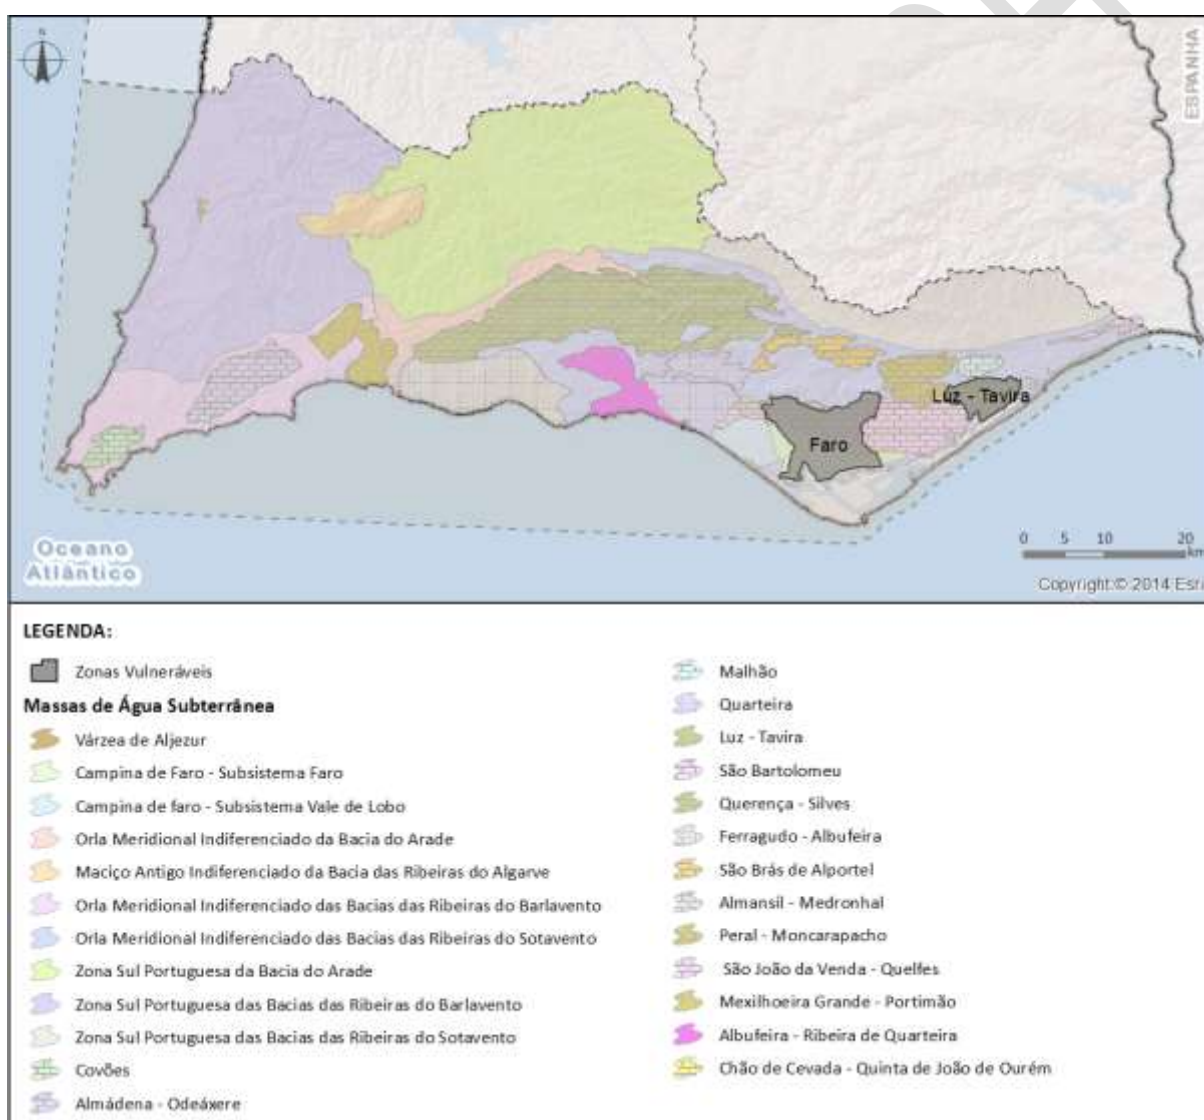 N
ESPANHA
Luz - Tavira
Faro
0 5 10 20
km
Oceano
Atlântico
Copyright:© 2014 Esri
LEGENDA:
Zonas Vulneráveis
Massas de Água Subterrânea
Várzea de Aljezur
Campina de Faro - Subsistema Faro
Campina de faro - Subsistema Vale de Lobo
Orla Meridional Indiferenciado da Bacia do Arade
Maciço Antigo Indiferenciado da Bacia das Ribeiras do Algarve
Orla Meridional Indiferenciado das Bacias das Ribeiras do Barlavento
Orla Meridional Indiferenciado das Bacias das Ribeiras do Sotavento
Zona Sul Portuguesa da Bacia do Arade
Zona Sul Portuguesa das Bacias das Ribeiras do Barlavento
Zona Sul Portuguesa das Bacias das Ribeiras do Sotavento
Covões
Almádena - Odeáxere
Malhão
Quarteira
Luz - Tavira
São Bartolomeu
Querença - Silves
Ferragudo - Albufeira
São Brás de Alportel
Almansil - Medronhal
Peral - Moncarapacho
São João da Venda - Quelfes
Mexilhoeira Grande - Portimão
Albufeira - Ribeira de Quarteira
Chão de Cevada - Quinta de João de Ourém